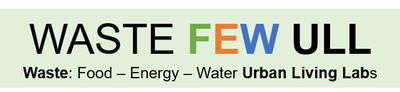 WASTE FEW ULL
Waste: Food – Energy – Water Urban Living Labs